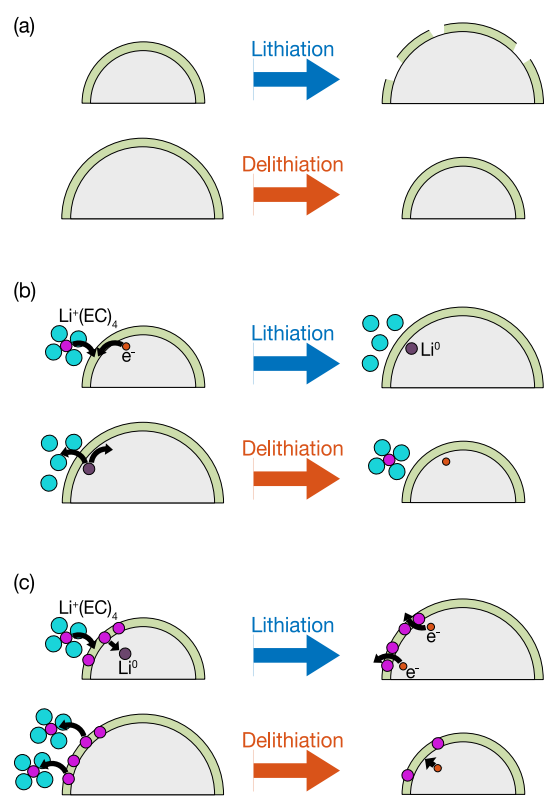 (a)
Lithiation
Delithiation
(b)
Li⁺(EC)₄
e⁻
Lithiation
Li⁰
Delithiation
(c)
Li⁺(EC)₄
Li⁰
Lithiation
e⁻
e⁻
Delithiation